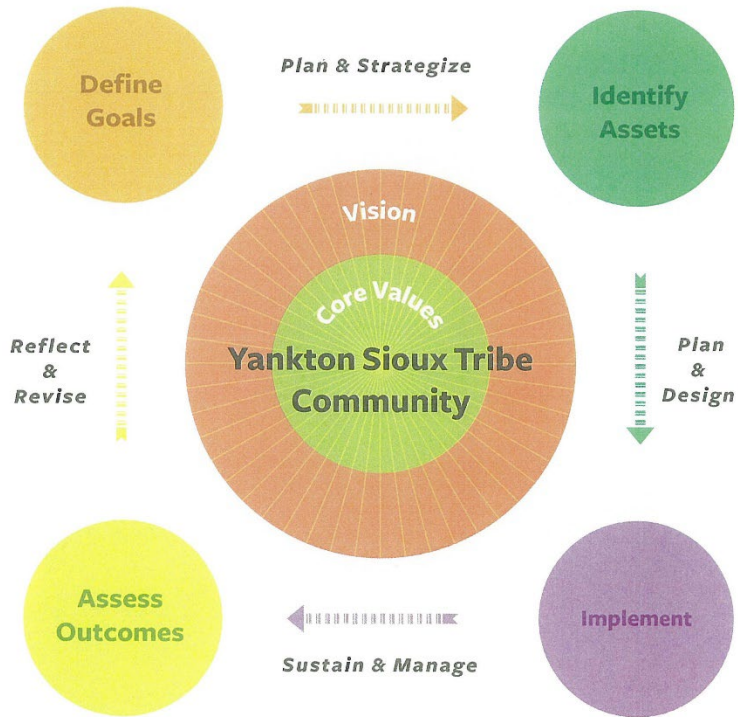 Define
Goals
Plan & Strategize
Identify
Assets
Vision
Core Values
Yankton Sioux Tribe
Community
Reflect
&
Revise
Plan
&
Design
Assess
Outcomes
Sustain & Manage
Implement